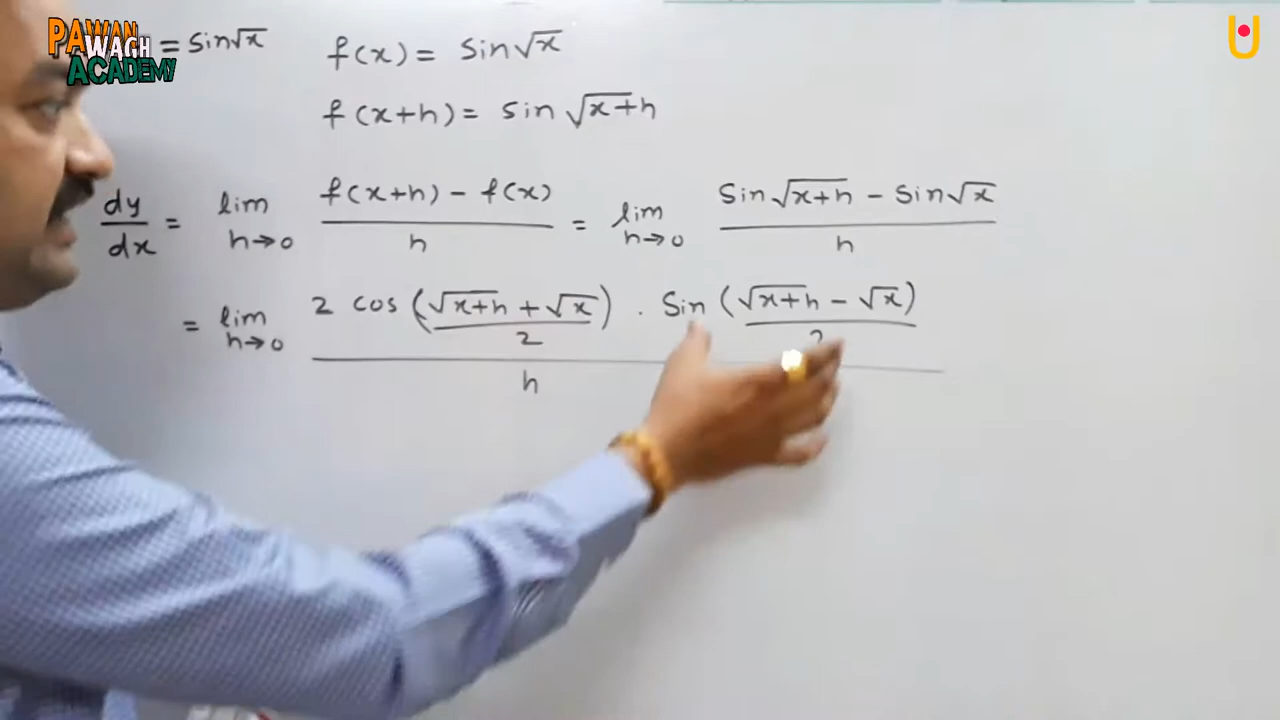 PAWAN
WAGH
ACADEMY
= sin√x
f(x) = sin√x
f(x+h) = sin √x+h
dy/dx = lim h→0 f(x+h) - f(x) / h = lim h→0 Sin√x+h - Sin√x / h
= lim h→0 2 cos (√x+h + √x / 2) . Sin (√x+h - √x / 2) / h